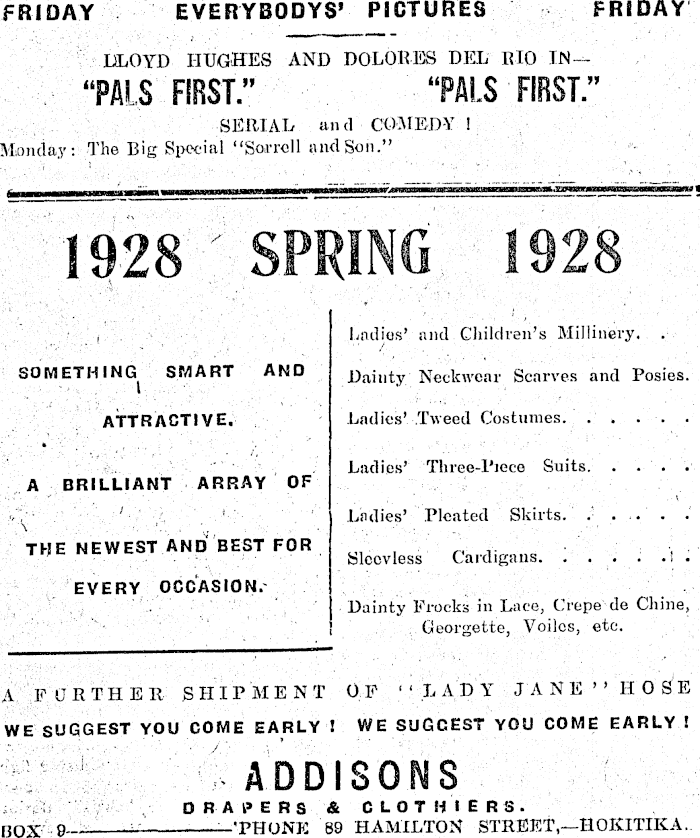 FRIDAY EVERYBODYS' PICTURES FRIDAY
LLOYD HUGHES AND DOLORES DEL RIO IN—
"PALS FIRST." "PALS FIRST."
SERIAL and COMEDY !
Monday: The Big Special "Sorrell and Son."
1928 SPRING 1928
SOMETHING SMART AND
ATTRACTIVE.
A BRILLIANT ARRAY OF
THE NEWEST AND BEST FOR
EVERY OCCASION.
Ladies' and Children's Millinery. .
Dainty Neckwear Scarves and Posies.
Ladies' Tweed Costumes. . . . . .
Ladies' Three-Piece Suits. . . . .
Ladies' Pleated Skirts. . . . . .
Sleevless Cardigans. . . . . . .
Dainty Frocks in Lace, Crepe de Chine,
Georgette, Voiles, etc.
A FURTHER SHIPMENT OF "LADY JANE" HOSE
WE SUGGEST YOU COME EARLY ! WE SUGGEST YOU COME EARLY !
ADDISONS
DRAPERS & CLOTHIERS.
BOX 9—————'PHONE 89 HAMILTON STREET,—HOKITIKA.